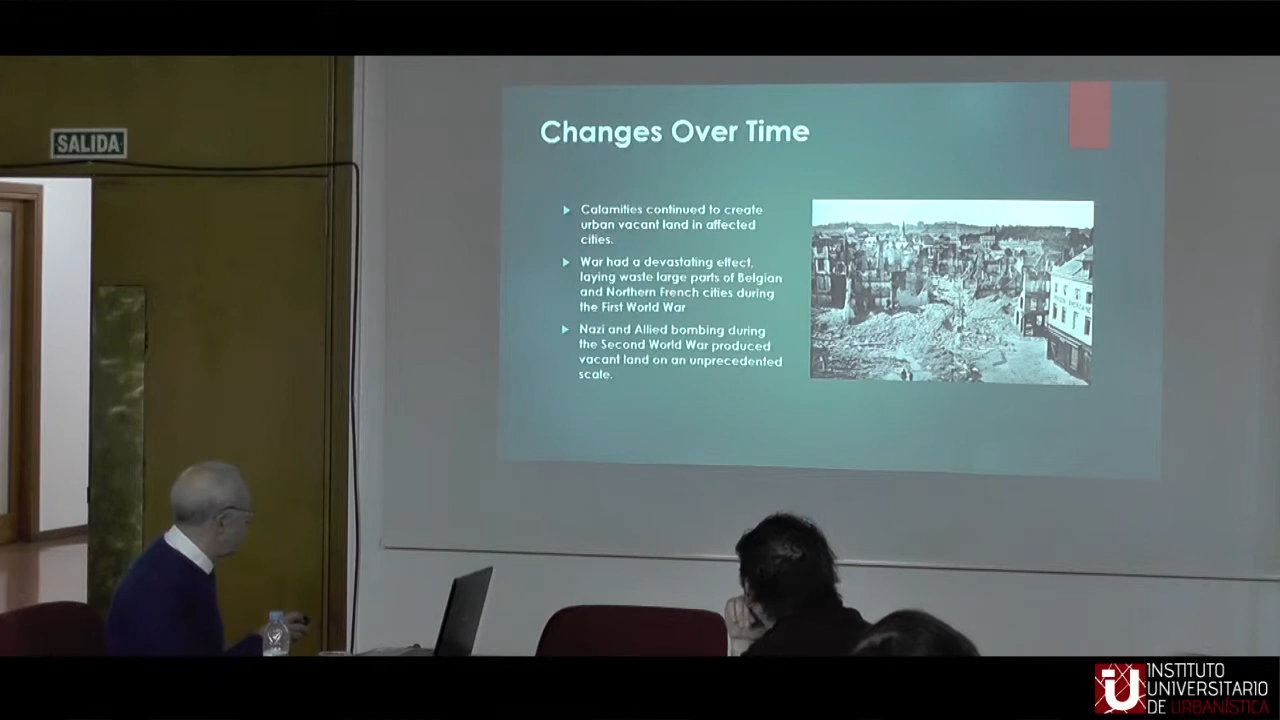 SALIDA
Changes Over Time
Calamities continued to create
urban vacant land in affected
cities.
War had a devastating effect,
laying waste large parts of Belgian
and Northern French cities during
the First World War
Nazi and Allied bombing during
the Second World War produced
vacant land on an unprecedented
scale.
INSTITUTO
UNIVERSITARIO
DE URBANÍSTICA